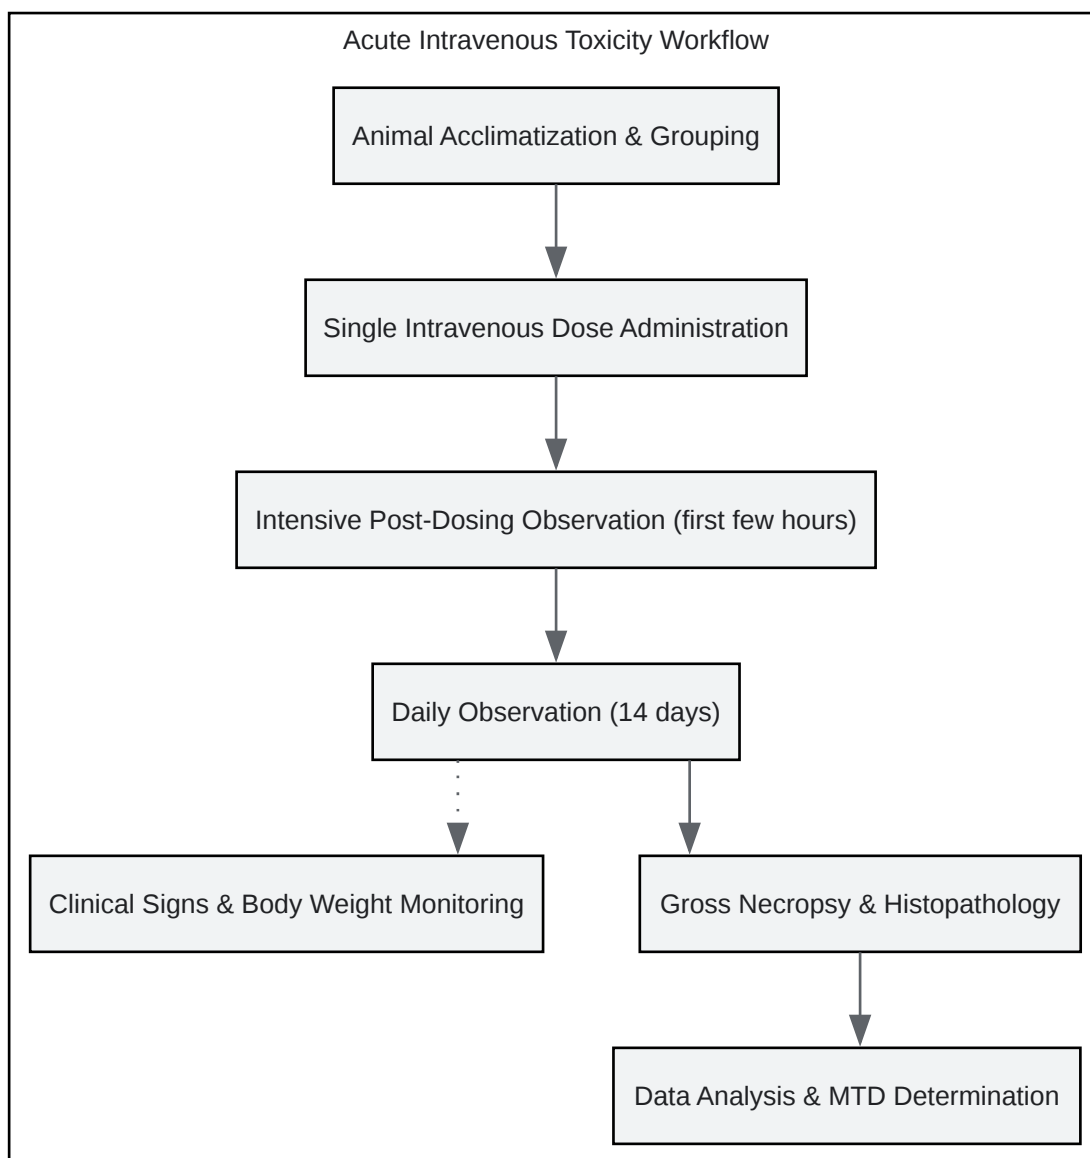 Acute Intravenous Toxicity Workflow
Animal Acclimatization & Grouping
Single Intravenous Dose Administration
Intensive Post-Dosing Observation (first few hours)
Daily Observation (14 days)
Clinical Signs & Body Weight Monitoring
Gross Necropsy & Histopathology
Data Analysis & MTD Determination